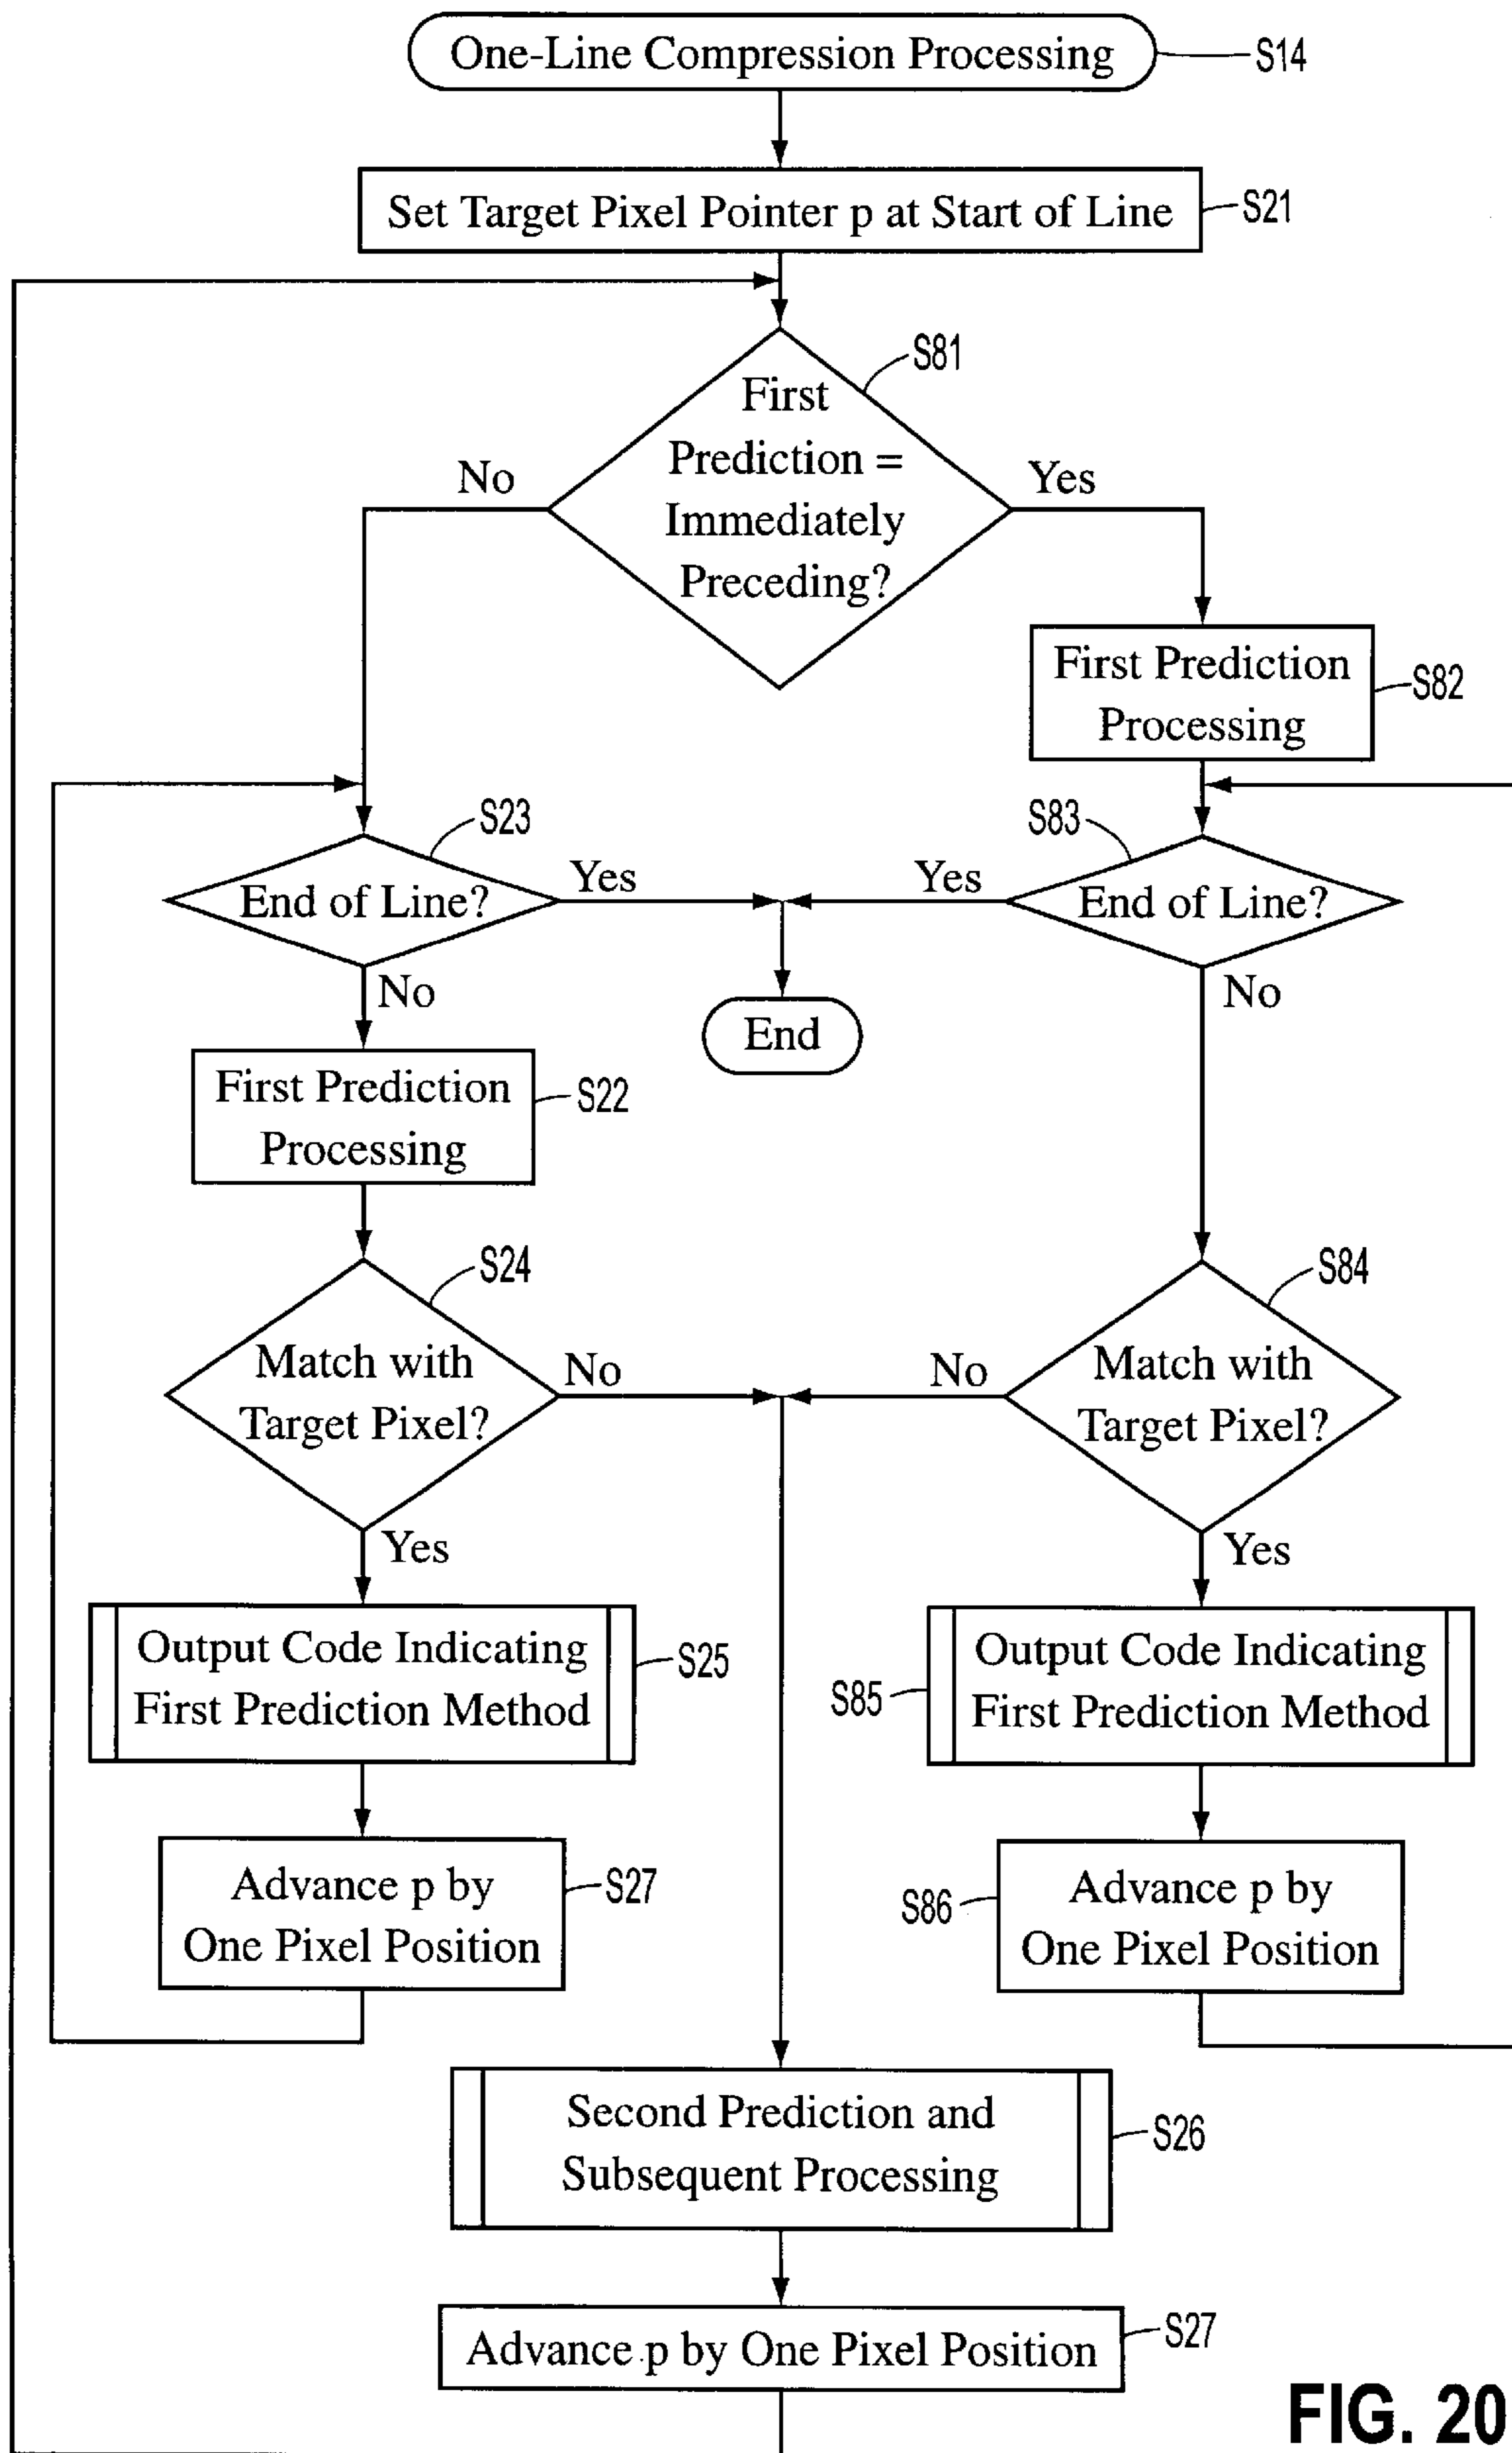 One-Line Compression Processing
S14
Set Target Pixel Pointer p at Start of Line
S21
S81
First
Prediction =
Immediately
Preceding?
No
Yes
First Prediction
Processing
S82
S23
End of Line?
Yes
S83
End of Line?
Yes
No
No
End
First Prediction
Processing
S22
S24
Match with
Target Pixel?
No
S84
Match with
Target Pixel?
No
Yes
Yes
Output Code Indicating
First Prediction Method
S25
Output Code Indicating
First Prediction Method
S85
Advance p by
One Pixel Position
S27
Advance p by
One Pixel Position
S86
Second Prediction and
Subsequent Processing
S26
Advance p by One Pixel Position
S27
FIG. 20